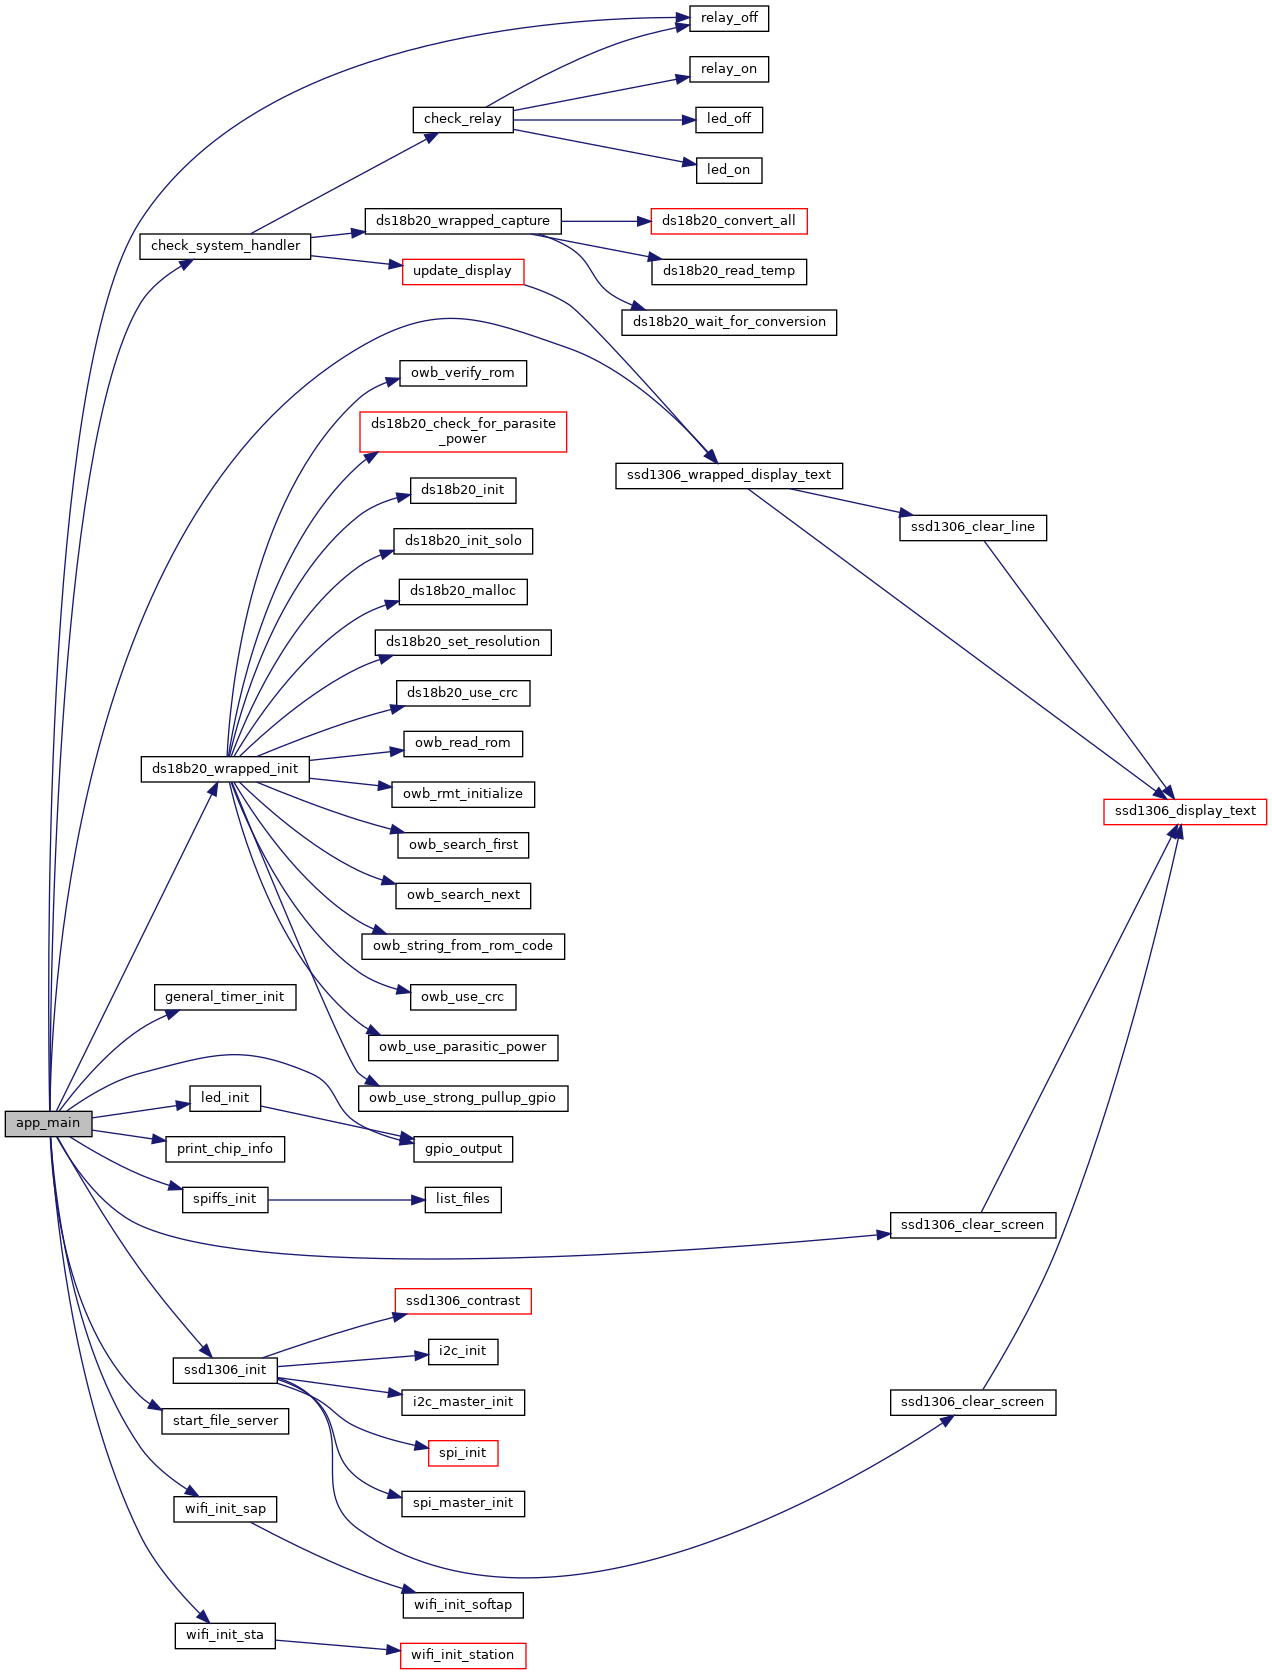 relay_off
relay_on
check_relay
led_off
led_on
ds18b20_wrapped_capture
ds18b20_convert_all
check_system_handler
update_display
ds18b20_read_temp
ds18b20_wait_for_conversion
owb_verify_rom
ds18b20_check_for_parasite
_power
ssd1306_wrapped_display_text
ds18b20_init
ssd1306_clear_line
ds18b20_init_solo
ds18b20_malloc
ds18b20_set_resolution
ds18b20_use_crc
owb_read_rom
ds18b20_wrapped_init
owb_rmt_initialize
ssd1306_display_text
owb_search_first
owb_search_next
owb_string_from_rom_code
general_timer_init
owb_use_crc
owb_use_parasitic_power
led_init
owb_use_strong_pullup_gpio
app_main
print_chip_info
gpio_output
spiffs_init
list_files
ssd1306_clear_screen
ssd1306_contrast
i2c_init
ssd1306_init
i2c_master_init
ssd1306_clear_screen
start_file_server
spi_init
wifi_init_sap
spi_master_init
wifi_init_softap
wifi_init_sta
wifi_init_station